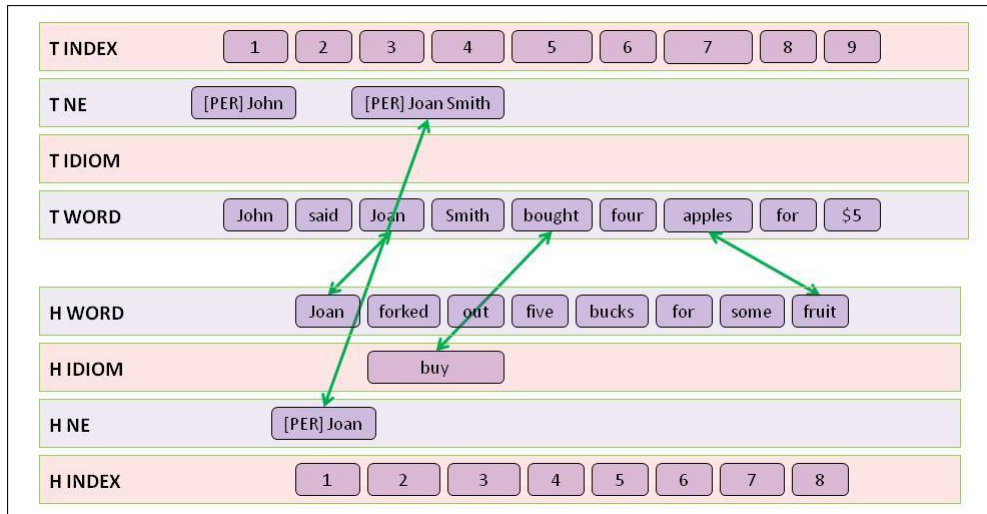 T INDEX 1 2 3 4 5 6 7 8 9
T NE [PER] John [PER] Joan Smith
T IDIOM
T WORD John said Joan Smith bought four apples for $5
H WORD Joan forked out five bucks for some fruit
H IDIOM buy
H NE [PER] Joan
H INDEX 1 2 3 4 5 6 7 8